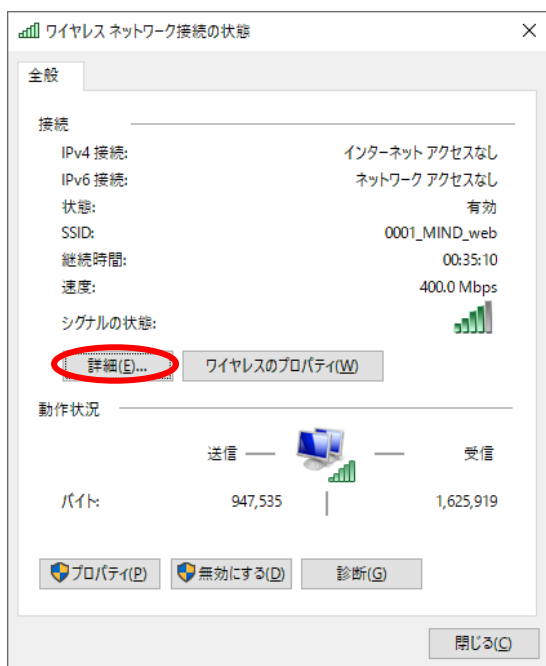 ワイヤレス ネットワーク接続の状態
全般
接続
IPv4 接続: インターネット アクセスなし
IPv6 接続: ネットワーク アクセスなし
状態: 有効
SSID: 0001_MIND_web
継続時間: 00:35:10
速度: 400.0 Mbps
シグナルの状態:
詳細(E)... ワイヤレスのプロパティ(W)
動作状況
送信 受信
バイト: 947,535 1,625,919
プロパティ(P) 無効にする(D) 診断(G)
閉じる(C)